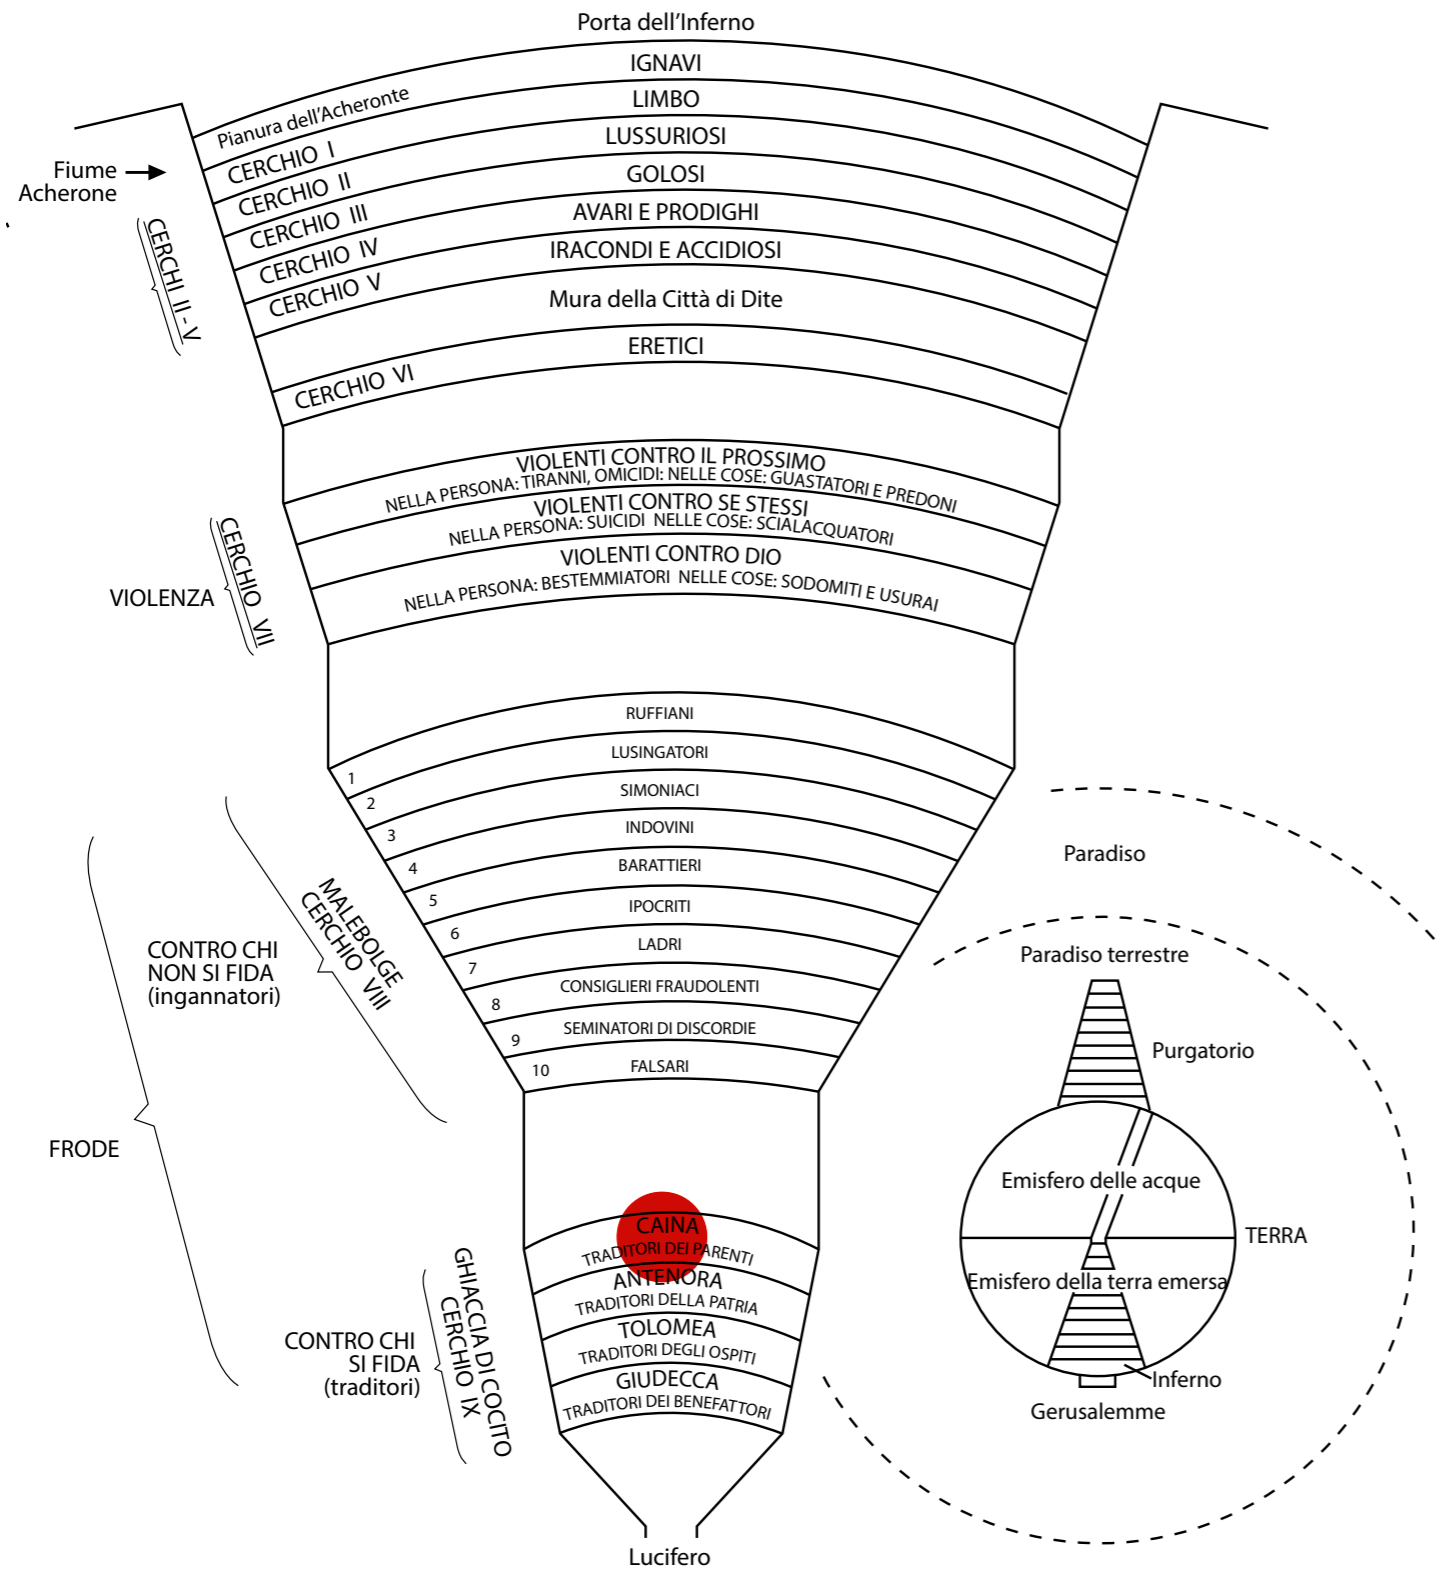 Porta dell'Inferno
IGNAVI
Pianura dell'Acheronte
LIMBO
CERCHIO I
LUSSURIOSI
CERCHIO II
GOLOSI
CERCHIO III
AVARI E PRODIGHI
CERCHIO IV
IRACONDI E ACCIDIOSI
CERCHIO V
Mura della Città di Dite
ERETICI
CERCHIO VI
Fiume
Acherone
CERCHI II - V
VIOLENTI CONTRO IL PROSSIMO
NELLA PERSONA: TIRANNI, OMICIDI: NELLE COSE: GUASTATORI E PREDONI
VIOLENTI CONTRO SE STESSI
NELLA PERSONA: SUICIDI NELLE COSE: SCIALACQUATORI
VIOLENTI CONTRO DIO
NELLA PERSONA: BESTEMMIATORI NELLE COSE: SODOMITI E USURAI
VIOLENZA
CERCHIO VII
RUFFIANI
1
LUSINGATORI
2
SIMONIACI
3
INDOVINI
4
BARATTIERI
5
IPOCRITI
6
LADRI
7
CONSIGLIERI FRAUDOLENTI
8
SEMINATORI DI DISCORDIE
9
FALSARI
10
MALEBOLGE
CERCHIO VIII
CONTRO CHI
NON SI FIDA
(ingannatori)
FRODE
CAINA
TRADITORI DEI PARENTI
ANTENORA
TRADITORI DELLA PATRIA
TOLOMEA
TRADITORI DEGLI OSPITI
GIUDECCA
TRADITORI DEI BENEFATTORI
GHIACCIA DI COCITO
CERCHIO IX
CONTRO CHI
SI FIDA
(traditori)
Lucifero
Paradiso
Paradiso terrestre
Purgatorio
Emisfero delle acque
TERRA
Emisfero della terra emersa
Inferno
Gerusalemme